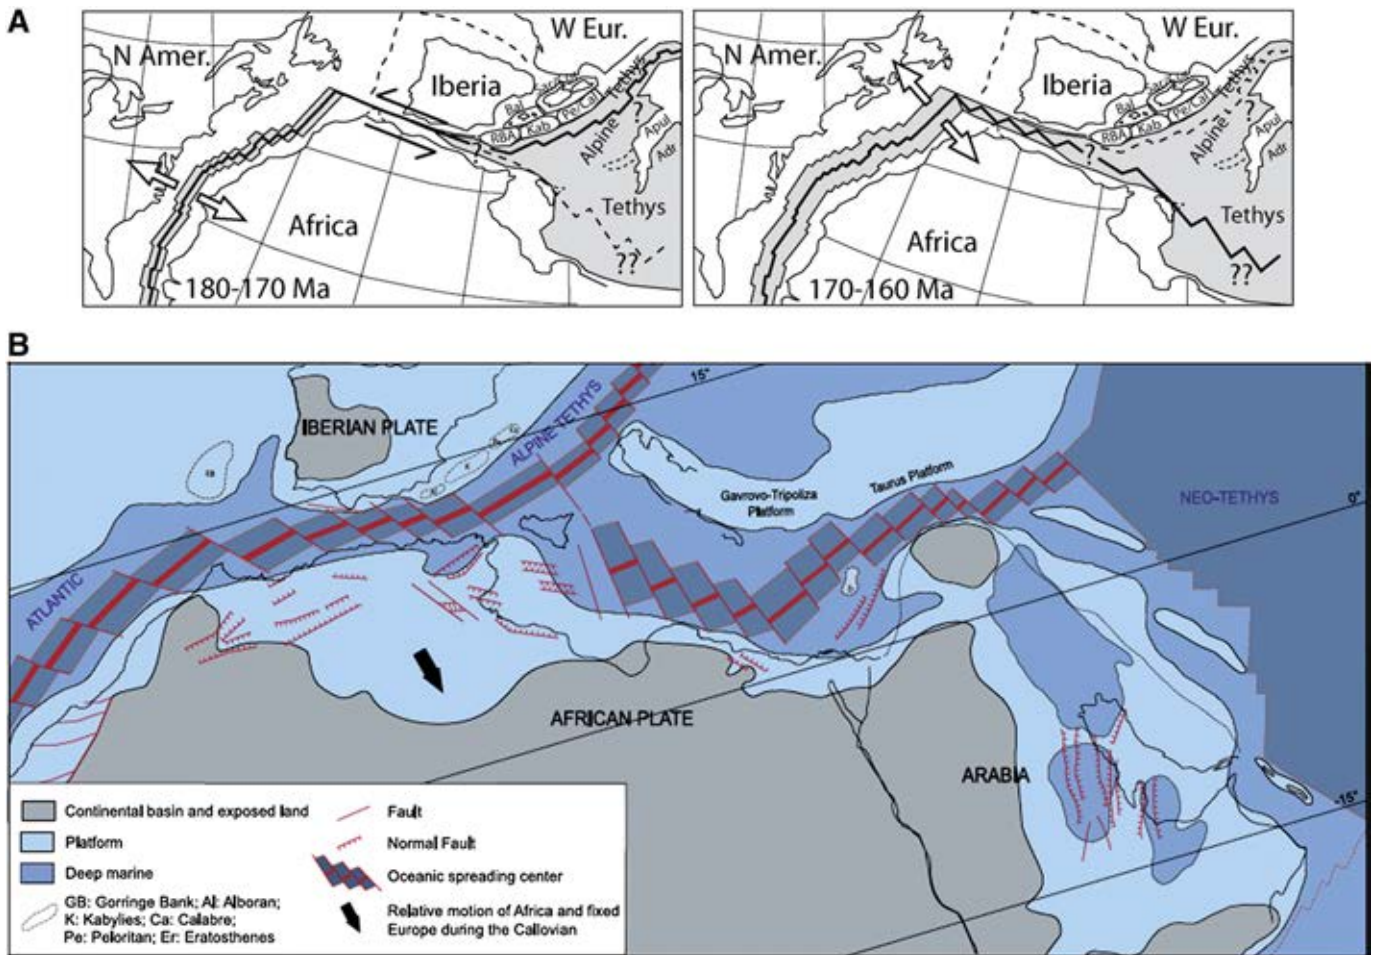 A
N Amer.
W Eur.
Iberia
Bal
RBA
Kab
Pe/Cal
Alpine
Tethys
?
?
Apul
Adr
Africa
Tethys
??
180-170 Ma
N Amer.
W Eur.
Iberia
Bal
RBA
Kab
Pe/Cal
Alpine
Tethys
?
?
Apul
Adr
Africa
Tethys
??
170-160 Ma
B
15°
IBERIAN PLATE
ALPINE TETHYS
Gavrovo-Tripoliza
Platform
Taurus Platform
NEO-TETHYS
0°
ATLANTIC
AFRICAN PLATE
ARABIA
-15°
Continental basin and exposed land
Platform
Deep marine
GB: Gorringe Bank; Al: Alboran;
K: Kabylies; Ca: Calabre;
Pe: Peloritan; Er: Eratosthenes
Fault
Normal Fault
Oceanic spreading center
Relative motion of Africa and fixed
Europe during the Callovian